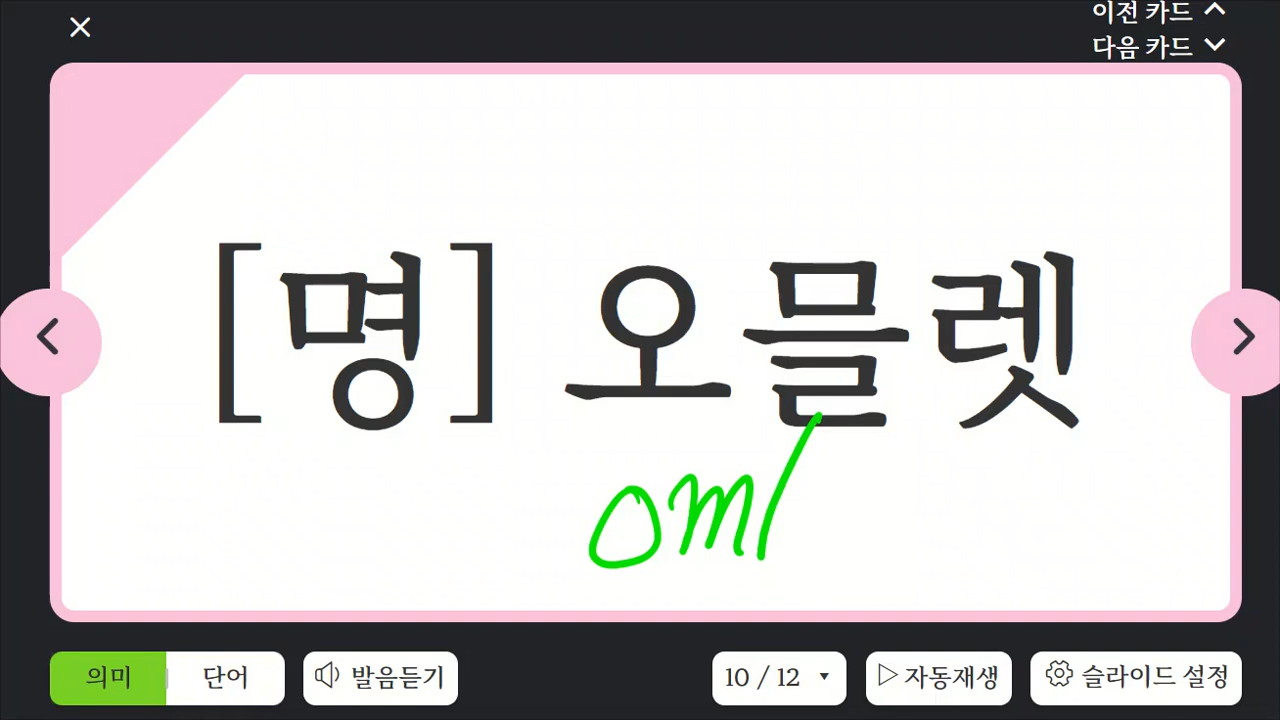 이전 카드
다음 카드
[명] 오믈렛
oml
의미 단어 발음듣기 10 / 12 자동재생 슬라이드 설정